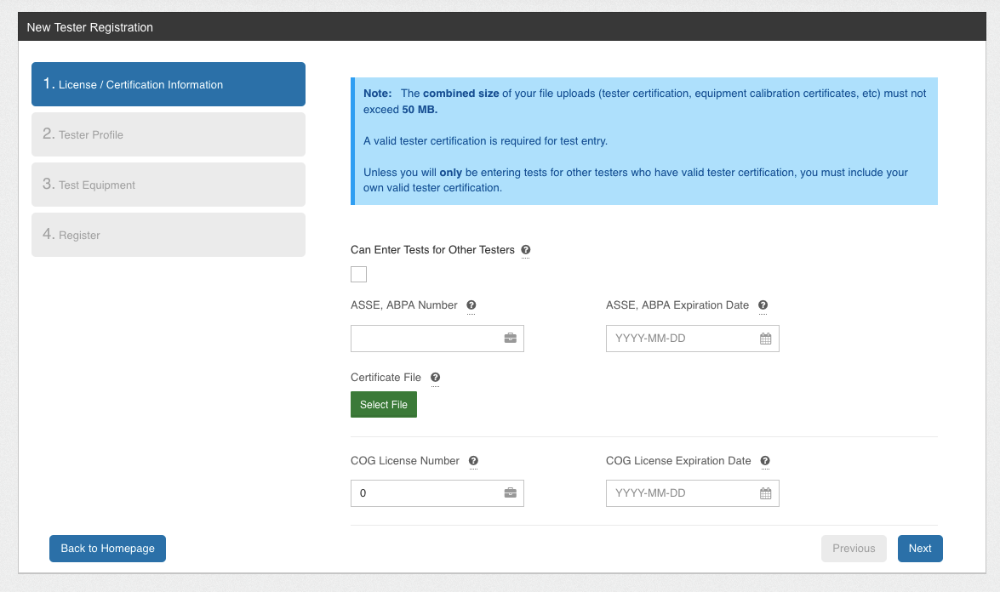 New Tester Registration
1. License / Certification Information
2. Tester Profile
3. Test Equipment
4. Register
Note: The combined size of your file uploads (tester certification, equipment calibration certificates, etc) must not
exceed 50 MB.
A valid tester certification is required for test entry.
Unless you will only be entering tests for other testers who have valid tester certification, you must include your
own valid tester certification.
Can Enter Tests for Other Testers ?
ASSE, ABPA Number ?
ASSE, ABPA Expiration Date ?
YYYY-MM-DD
Certificate File ?
Select File
COG License Number ?
COG License Expiration Date ?
0
YYYY-MM-DD
Back to Homepage
Previous
Next